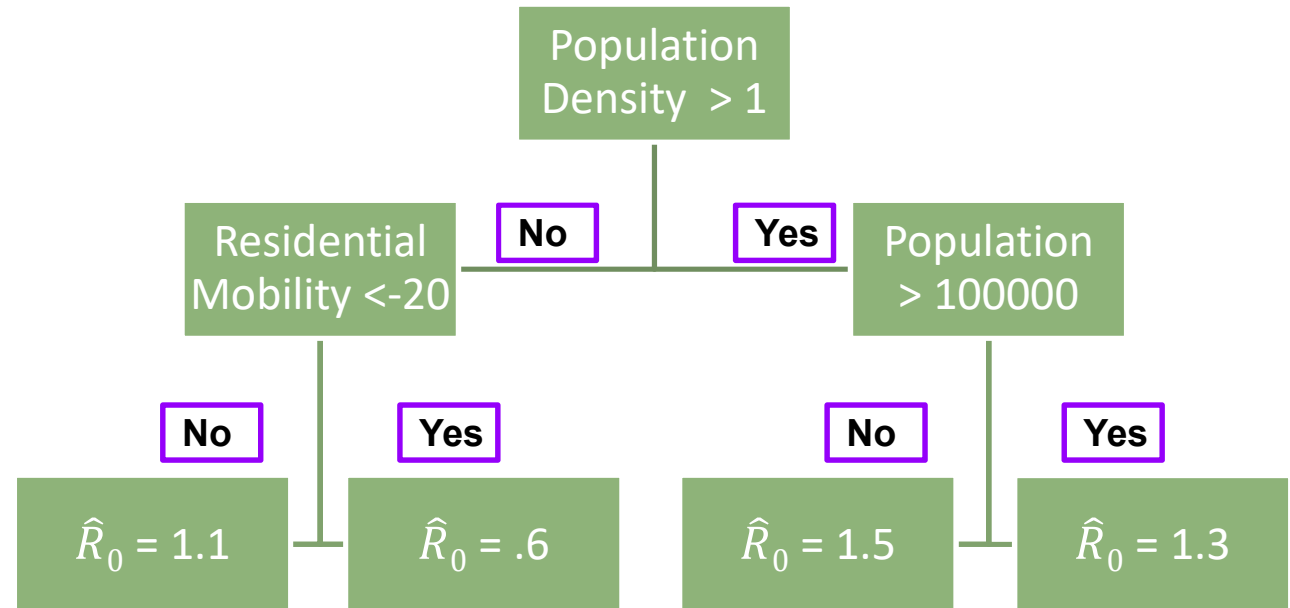 Population
Density > 1
No
Yes
Residential
Mobility <-20
Population
> 100000
No
Yes
No
Yes
R̂₀ = 1.1
R̂₀ = .6
R̂₀ = 1.5
R̂₀ = 1.3